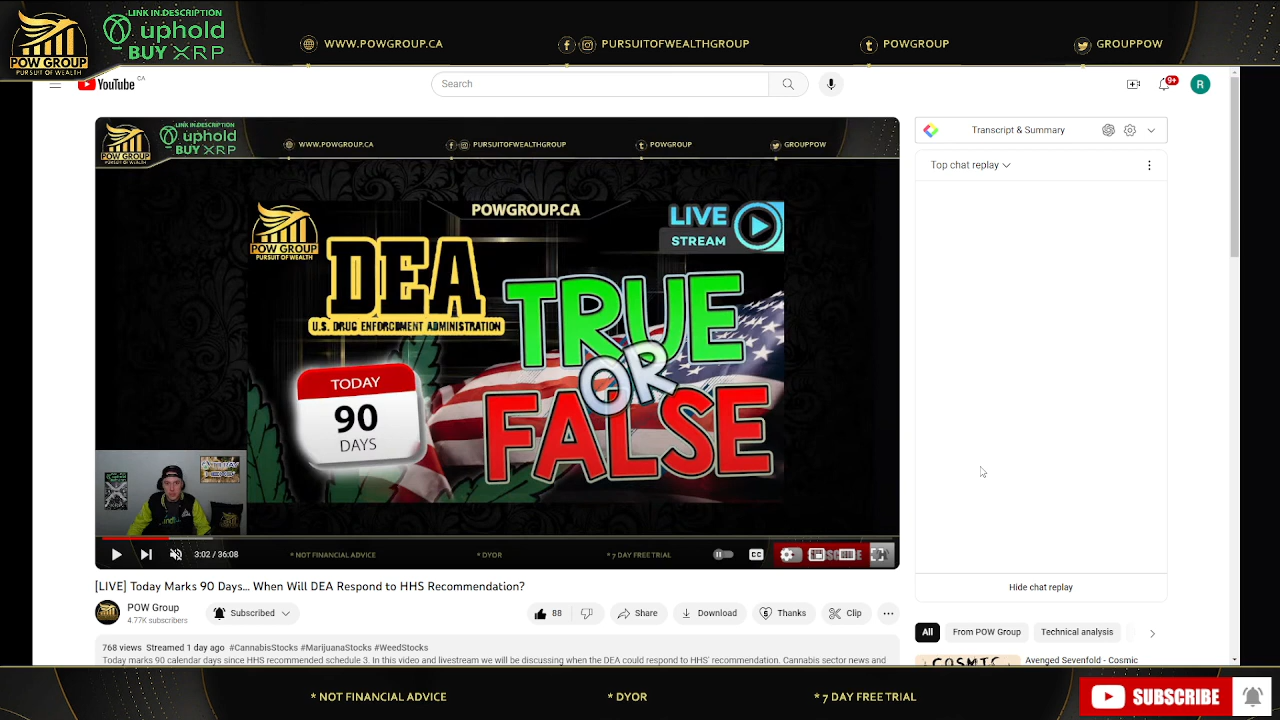 LINK IN DESCRIPTION
uphold
BUY XRP
POW GROUP
PURSUIT OF WEALTH
WWW.POWGROUP.CA
PURSUITOFWEALTHGROUP
POWGROUP
GROUPPOW
YouTube CA
Search
9+
R
LINK IN DESCRIPTION
uphold
BUY XRP
POW GROUP
PURSUIT OF WEALTH
WWW.POWGROUP.CA
PURSUITOFWEALTHGROUP
POWGROUP
GROUPPOW
Transcript & Summary
Top chat replay
POWGROUP.CA
LIVE
STREAM
POW GROUP
PURSUIT OF WEALTH
DEA
U.S. DRUG ENFORCEMENT ADMINISTRATION
TRUE
OR
FALSE
TODAY
90
DAYS
3:02 / 36:08
* NOT FINANCIAL ADVICE
* DYOR
* 7 DAY FREE TRIAL
CC
[LIVE] Today Marks 90 Days... When Will DEA Respond to HHS Recommendation?
Hide chat replay
POW Group
4.77K subscribers
Subscribed
88
Share
Download
Thanks
Clip
All
From POW Group
Technical analysis
768 views Streamed 1 day ago #CannabisStocks #MarijuanaStocks #WeedStocks
Today marks 90 calendar days since HHS recommended schedule 3. In this video and livestream we will be discussing when the DEA could respond to HHS' recommendation. Cannabis sector news and
COSMIC
Avenged Sevenfold - Cosmic
* NOT FINANCIAL ADVICE
* DYOR
* 7 DAY FREE TRIAL
SUBSCRIBE